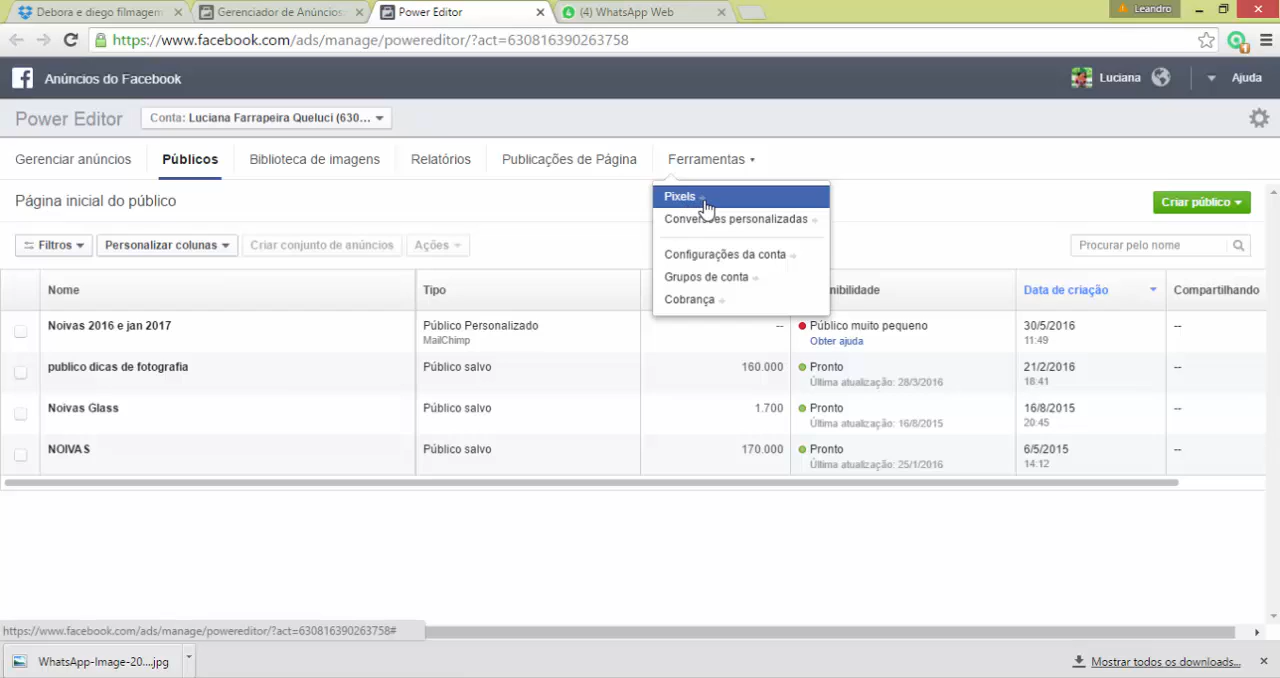 Debora e diego filmagem
Gerenciador de Anúncios
Power Editor
(4) WhatsApp Web
Leandro
https://www.facebook.com/ads/manage/powereditor/?act=630816390263758
Anúncios do Facebook
Luciana
Ajuda
Power Editor
Conta: Luciana Farrapeira Queluci (630...
Gerenciar anúncios
Públicos
Biblioteca de imagens
Relatórios
Publicações de Página
Ferramentas
Página inicial do público
Pixels
Conversões personalizadas
Configurações da conta
Grupos de conta
Cobrança
Criar público
Filtros
Personalizar colunas
Criar conjunto de anúncios
Ações
Procurar pelo nome
Nome
Tipo
nibilidade
Data de criação
Compartilhando
Noivas 2016 e jan 2017
Público Personalizado
MailChimp
--
Público muito pequeno
Obter ajuda
30/5/2016
11:49
--
publico dicas de fotografia
Público salvo
160.000
Pronto
Última atualização: 28/3/2016
21/2/2016
18:41
--
Noivas Glass
Público salvo
1.700
Pronto
Última atualização: 16/8/2015
16/8/2015
20:45
--
NOIVAS
Público salvo
170.000
Pronto
Última atualização: 25/1/2016
6/5/2015
14:12
--
https://www.facebook.com/ads/manage/powereditor/?act=630816390263758#
WhatsApp-Image-20....jpg
Mostrar todos os downloads...